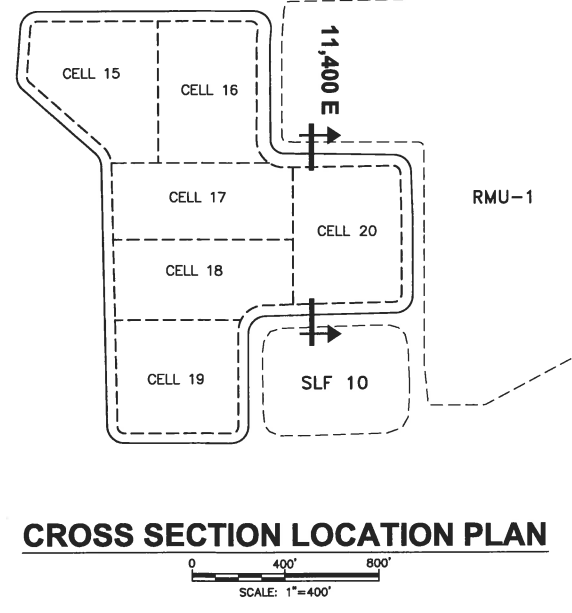 11,400 E
CELL 15
CELL 16
CELL 17
RMU-1
CELL 20
CELL 18
CELL 19
SLF 10
CROSS SECTION LOCATION PLAN
0 400' 800'
SCALE: 1"=400'